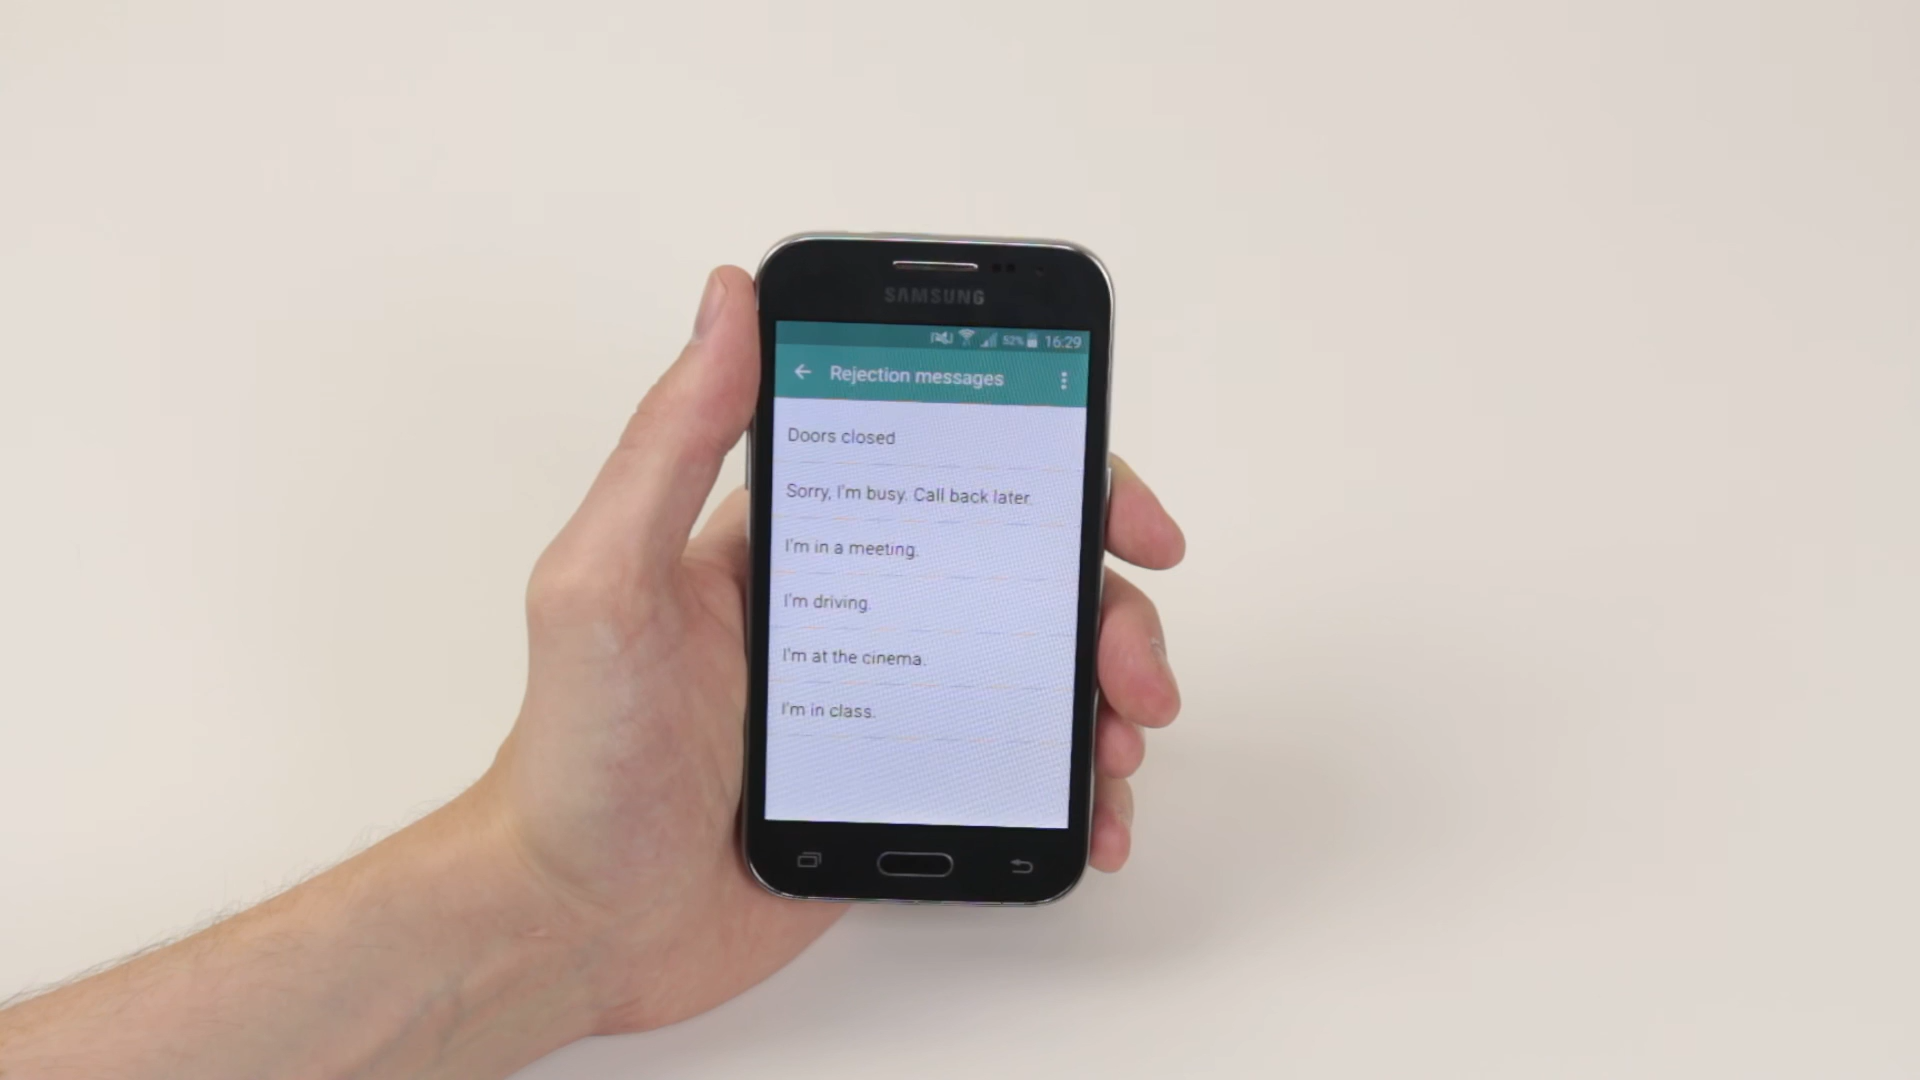 SAMSUNG
52% 16:29
Rejection messages
Doors closed
Sorry, I'm busy. Call back later.
I'm in a meeting.
I'm driving.
I'm at the cinema.
I'm in class.